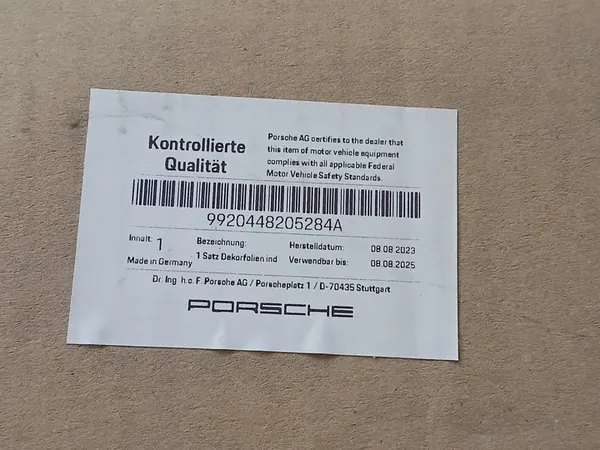 Kontrollierte
Qualität
Porsche AG certifies to the dealer that
this item of motor vehicle equipment
complies with all applicable Federal
Motor Vehicle Safety Standards.
9920448205284A
Inhalt: 1 Bezeichnung: Herstelldatum: 08.08.2023
Made in Germany 1 Satz Dekorfolien ind Verwendbar bis: 08.08.2025
Dr. Ing. h.c. F. Porsche AG / Porscheplatz 1 / D-70435 Stuttgart
PORSCHE